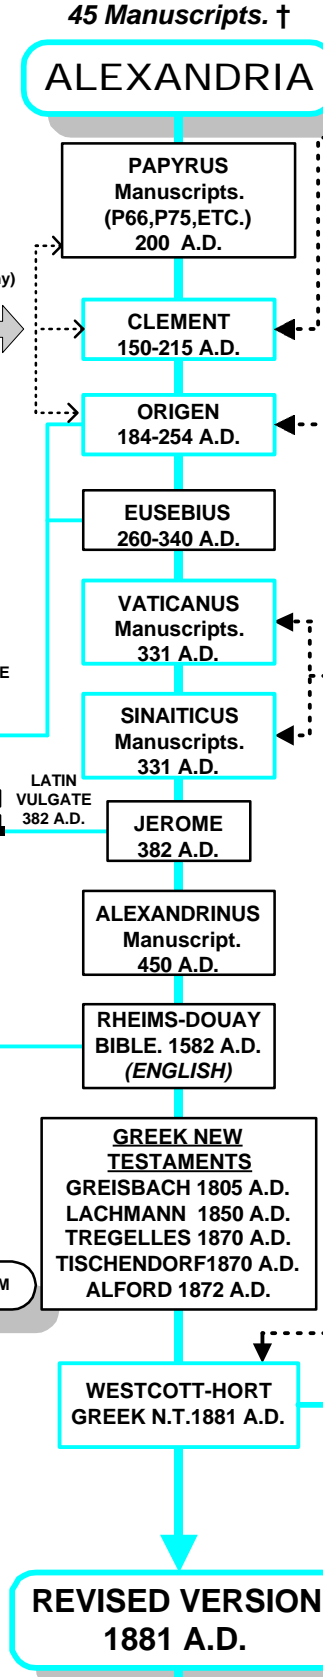 45 Manuscripts. †
ALEXANDRIA
PAPYRUS
Manuscripts.
(P66,P75,ETC.)
200 A.D.
y)
CLEMENT
150-215 A.D.
ORIGEN
184-254 A.D.
EUSEBIUS
260-340 A.D.
VATICANUS
Manuscripts.
331 A.D.
E
SINAITICUS
Manuscripts.
331 A.D.
LATIN
VULGATE
382 A.D.
JEROME
382 A.D.
ALEXANDRINUS
Manuscript.
450 A.D.
RHEIMS-DOUAY
BIBLE. 1582 A.D.
(ENGLISH)
GREEK NEW
TESTAMENTS
GREISBACH 1805 A.D.
LACHMANN 1850 A.D.
TREGELLES 1870 A.D.
TISCHENDORF1870 A.D.
ALFORD 1872 A.D.
M
WESTCOTT-HORT
GREEK N.T.1881 A.D.
REVISED VERSION
1881 A.D.